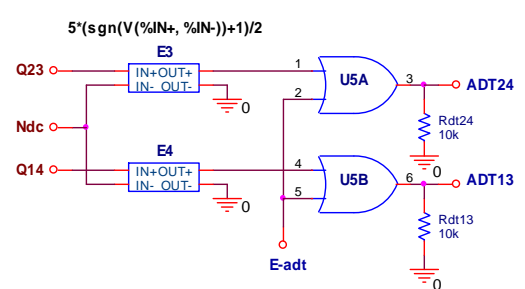 5*(sgn(V(%IN+, %IN-))+1)/2
E3
Q23
IN+OUT+
IN- OUT-
0
1
2
U5A
3
ADT24
Rdt24
10k
0
Ndc
E4
Q14
IN+OUT+
IN- OUT-
0
4
5
U5B
6
ADT13
Rdt13
10k
0
E-adt